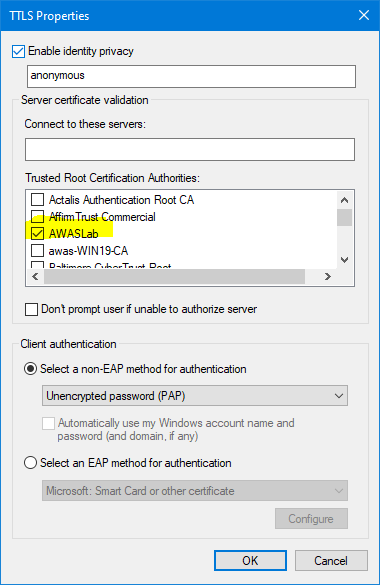 TTLS Properties
Enable identity privacy
anonymous
Server certificate validation
Connect to these servers:
Trusted Root Certification Authorities:
Actalis Authentication Root CA
AffirmTrust Commercial
AWASLab
awas-WIN19-CA
Baltimore CyberTrust Root
Don't prompt user if unable to authorize server
Client authentication
Select a non-EAP method for authentication
Unencrypted password (PAP)
Automatically use my Windows account name and
password (and domain, if any)
Select an EAP method for authentication
Microsoft: Smart Card or other certificate
Configure
OK
Cancel